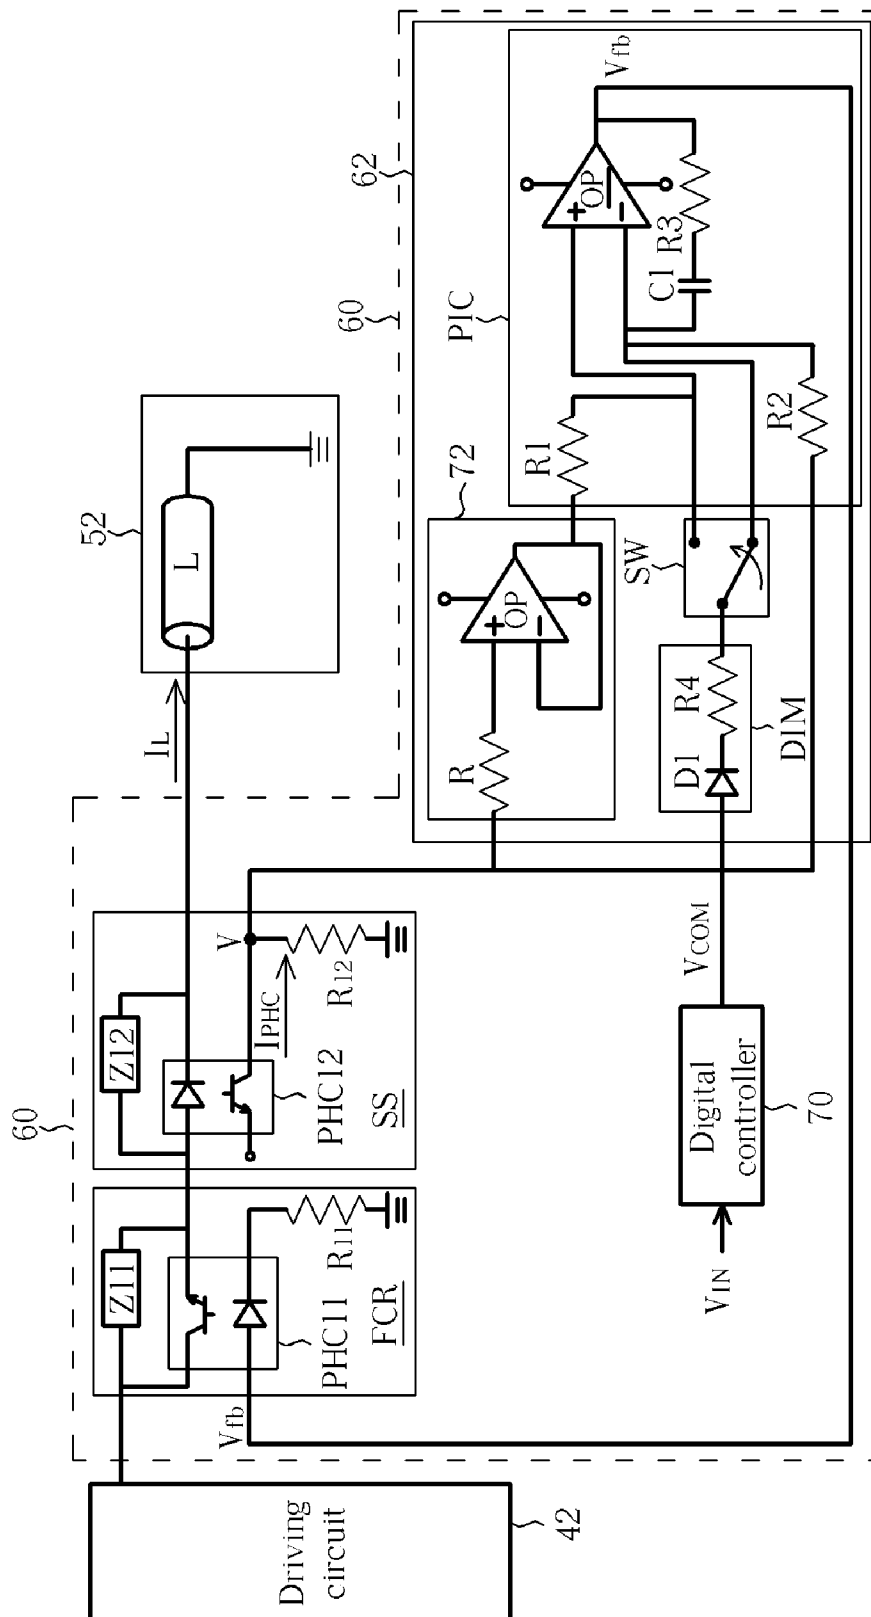 Driving
circuit
42
60
Z11
PHC11
R11
FCR
Vfb
Z12
PHC12
IPHC
V
R12
SS
IL
52
L
60
62
VIN
Digital
controller
70
VCOM
72
R
+
OP
−
D1
R4
DIM
SW
PIC
R1
R2
+
OP
−
C1
R3
Vfb